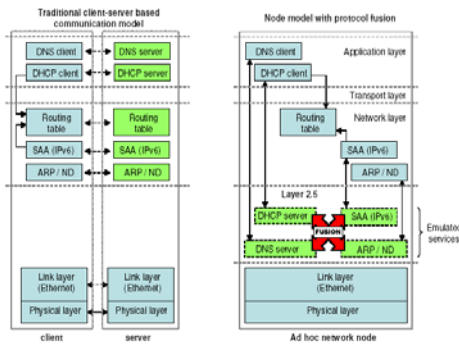 Traditional client-server based
communication model
DNS client
DNS server
DHCP client
DHCP server
Routing
table
Routing
table
SAA (IPv6)
SAA (IPv6)
ARP / ND
ARP / ND
Link layer
(Ethernet)
Link layer
(Ethernet)
Physical layer
Physical layer
client
server
Node model with protocol fusion
DNS client
Application layer
DHCP client
Transport layer
Routing
table
Network layer
SAA (IPv6)
ARP / ND
Layer 2.5
DHCP server
SAA (IPv6)
FUSION
Emulated
services
DNS server
ARP / ND
Link layer
(Ethernet)
Physical layer
Ad hoc network node